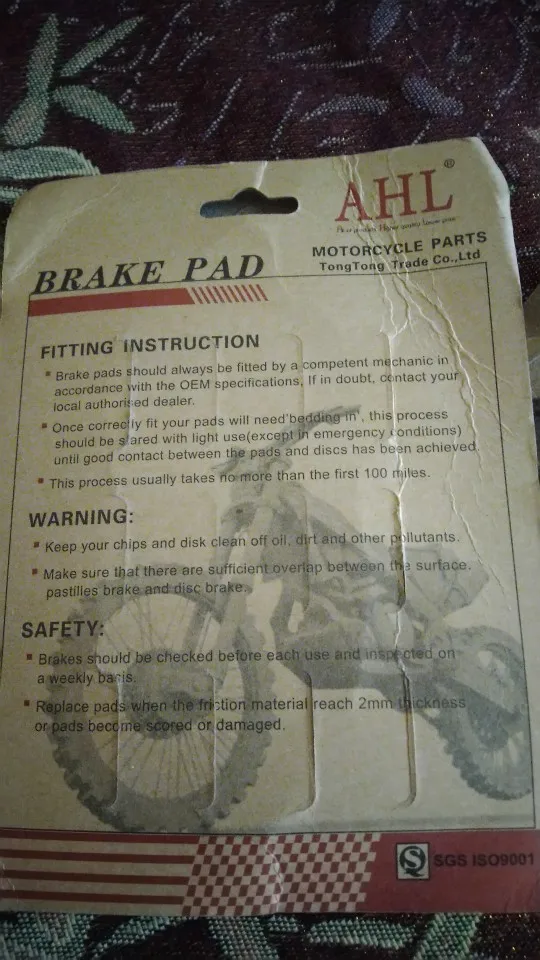 AHL®
MOTORCYCLE PARTS
TongTong Trade Co.,Ltd
BRAKE PAD
FITTING INSTRUCTION
Brake pads should always be fitted by a competent mechanic in
accordance with the OEM specifications, If in doubt, contact your
local authorised dealer.
Once correctly fit your pads will need'bedding in', this process
should be stared with light use(except in emergency conditions)
until good contact between the pads and discs has been achieved.
This process usually takes no more than the first 100 miles.
WARNING:
Keep your chips and disk clean off oil, dirt and other pollutants.
Make sure that there are sufficient overlap between the surface.
pastilles brake and disc brake.
SAFETY:
Brakes should be checked before each use and inspected on
a weekly basis.
Replace pads when the friction material reach 2mm thickness
or pads become scored or damaged.
SGS ISO9001